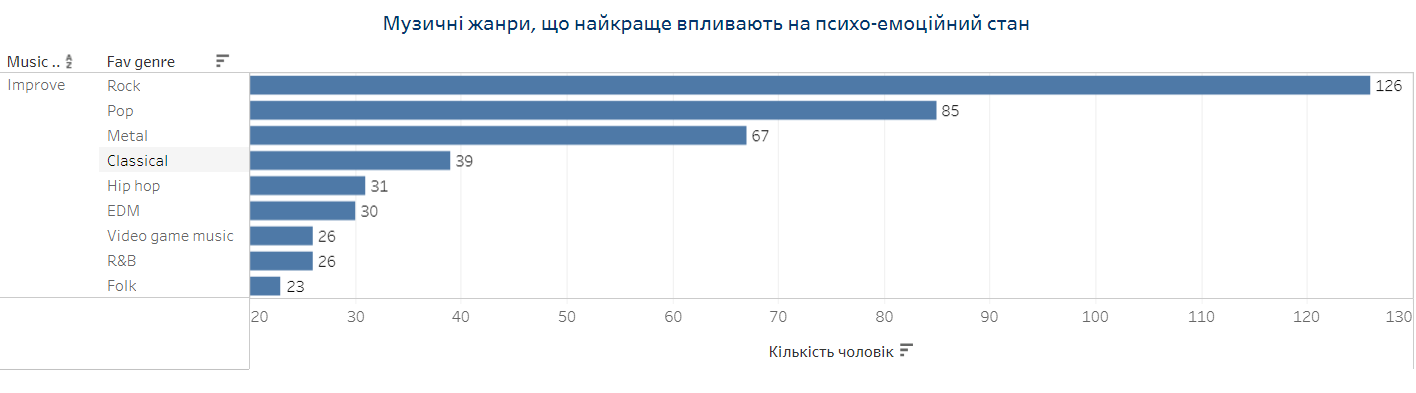 Музичні жанри, що найкраще впливають на психо-емоційний стан
Music .. Fav genre
Improve Rock 126
Pop 85
Metal 67
Classical 39
Hip hop 31
EDM 30
Video game music 26
R&B 26
Folk 23
20 30 40 50 60 70 80 90 100 110 120 130
Кількість чоловік